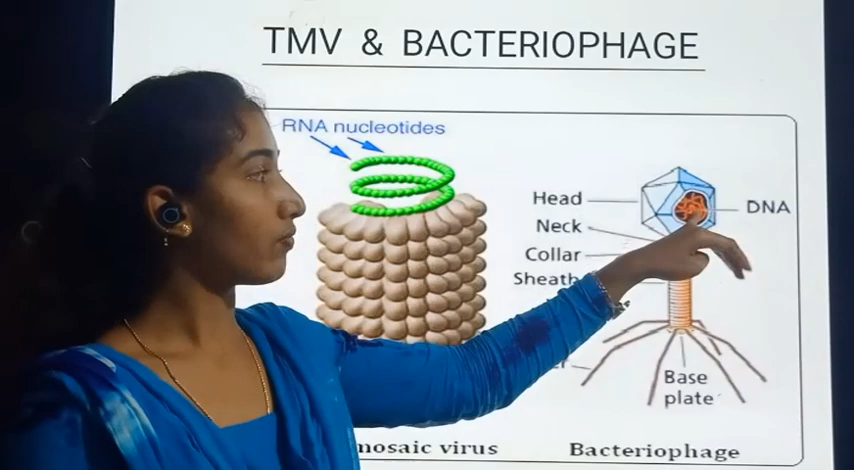 TMV & BACTERIOPHAGE
RNA nucleotides
Head
DNA
Neck
Collar
Sheath
Base
plate
mosaic virus
Bacteriophage